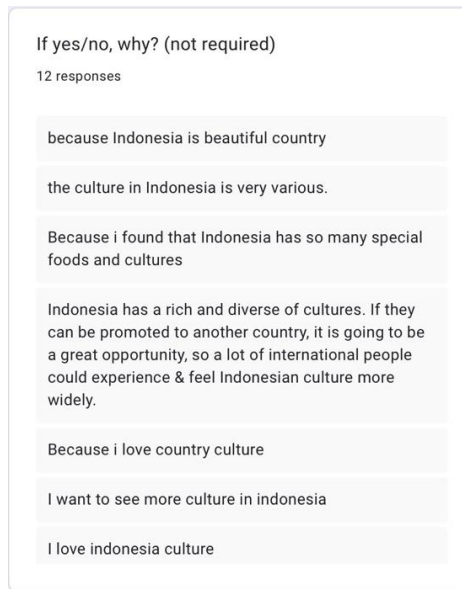 If yes/no, why? (not required)
12 responses
because Indonesia is beautiful country
the culture in Indonesia is very various.
Because i found that Indonesia has so many special
foods and cultures
Indonesia has a rich and diverse of cultures. If they
can be promoted to another country, it is going to be
a great opportunity, so a lot of international people
could experience & feel Indonesian culture more
widely.
Because i love country culture
I want to see more culture in indonesia
I love indonesia culture